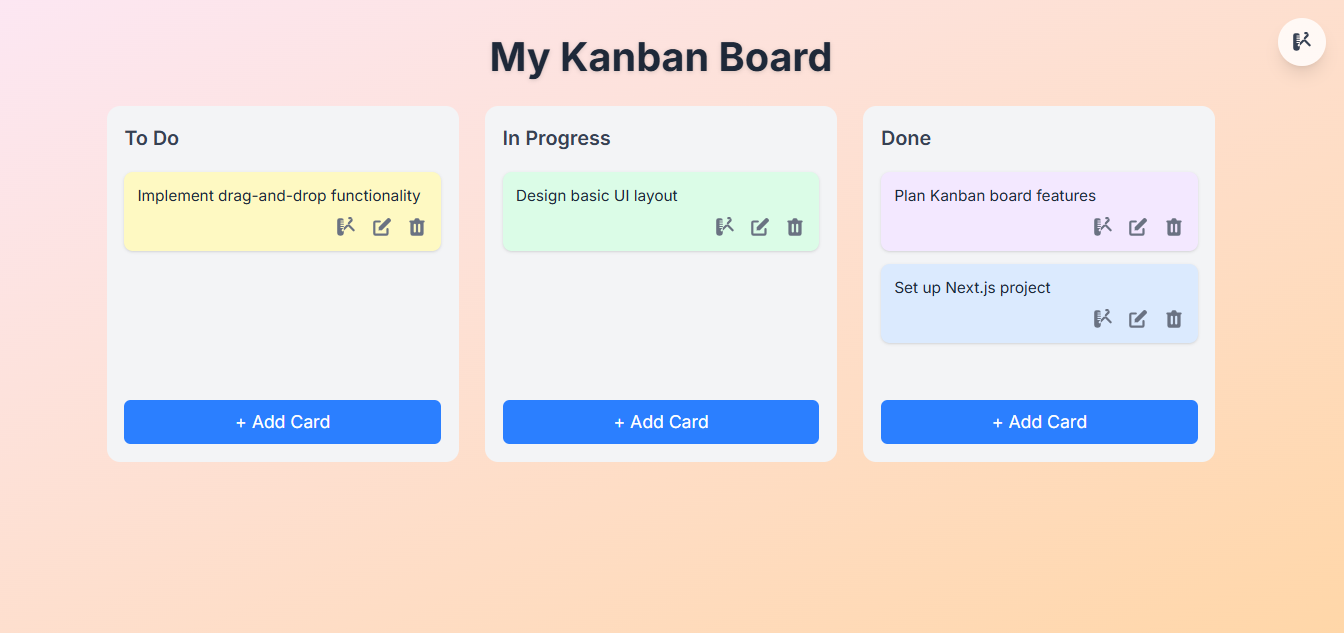 My Kanban Board
To Do
Implement drag-and-drop functionality
+ Add Card
In Progress
Design basic UI layout
+ Add Card
Done
Plan Kanban board features
Set up Next.js project
+ Add Card